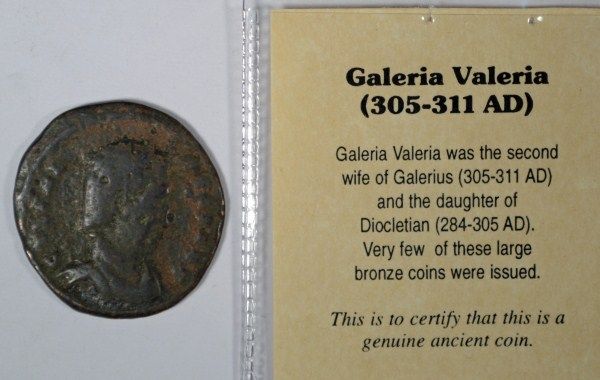 Galeria Valeria
(305-311 AD)
Galeria Valeria was the second
wife of Galerius (305-311 AD)
and the daughter of
Diocletian (284-305 AD).
Very few of these large
bronze coins were issued.
This is to certify that this is a
genuine ancient coin.